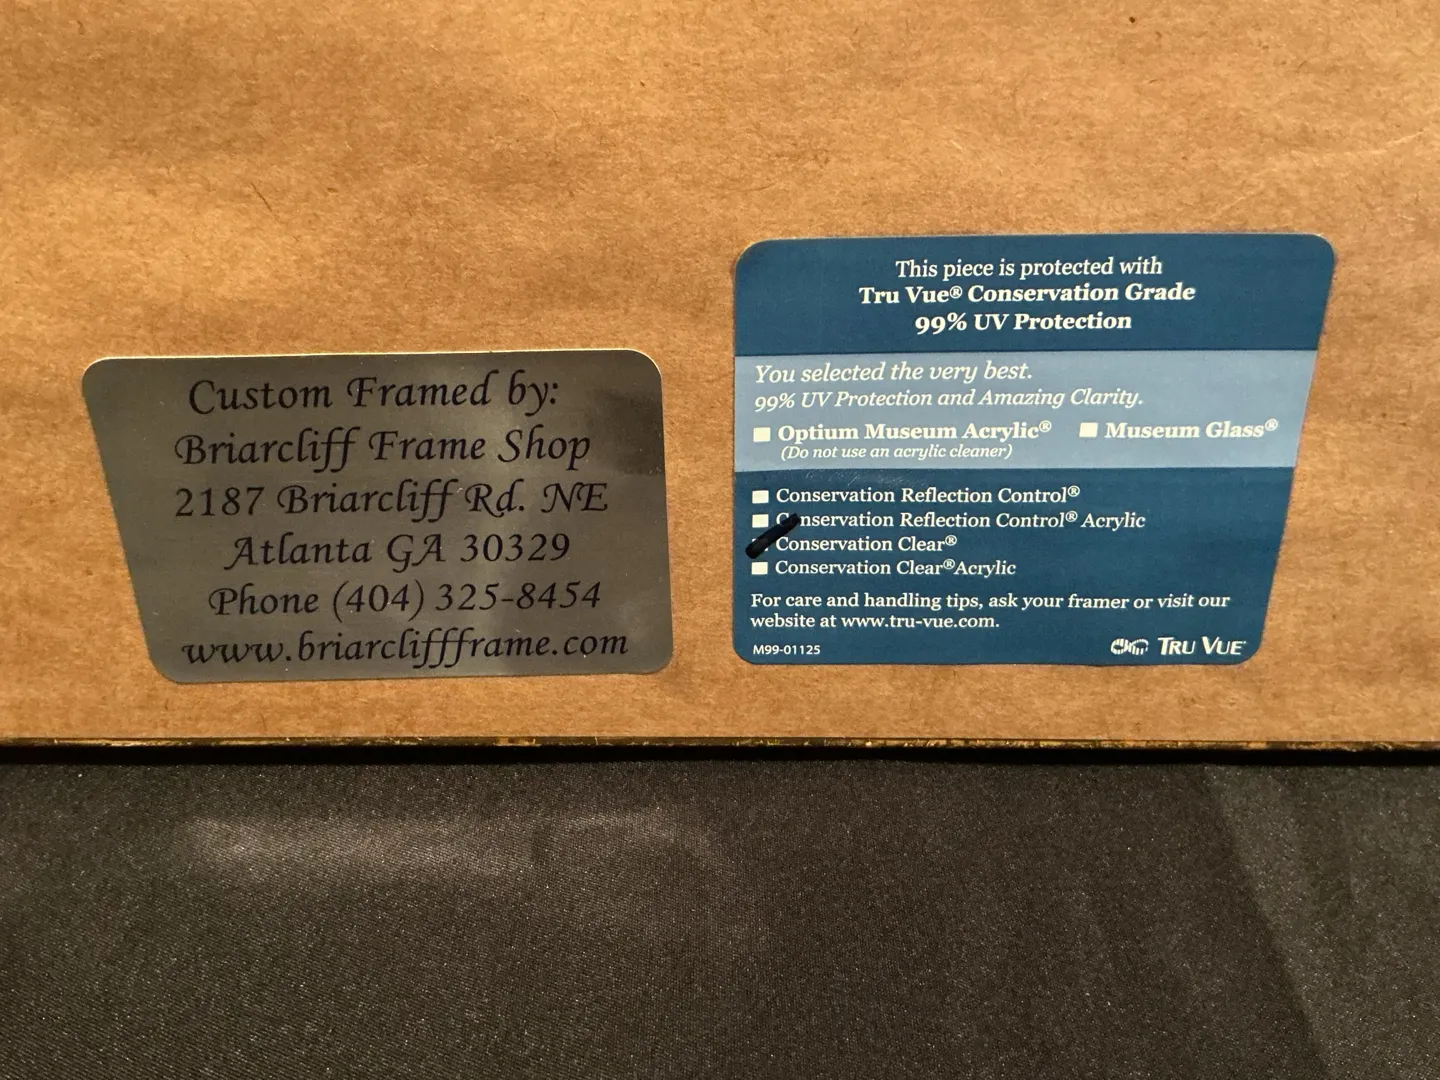 Custom Framed by:
Briarcliff Frame Shop
2187 Briarcliff Rd. NE
Atlanta GA 30329
Phone (404) 325-8454
www.briarcliffframe.com
This piece is protected with
Tru Vue® Conservation Grade
99% UV Protection
You selected the very best.
99% UV Protection and Amazing Clarity.
Optium Museum Acrylic® Museum Glass®
(Do not use an acrylic cleaner)
Conservation Reflection Control®
Conservation Reflection Control® Acrylic
Conservation Clear®
Conservation Clear®Acrylic
For care and handling tips, ask your framer or visit our
website at www.tru-vue.com.
M99-01125 TRU VUE